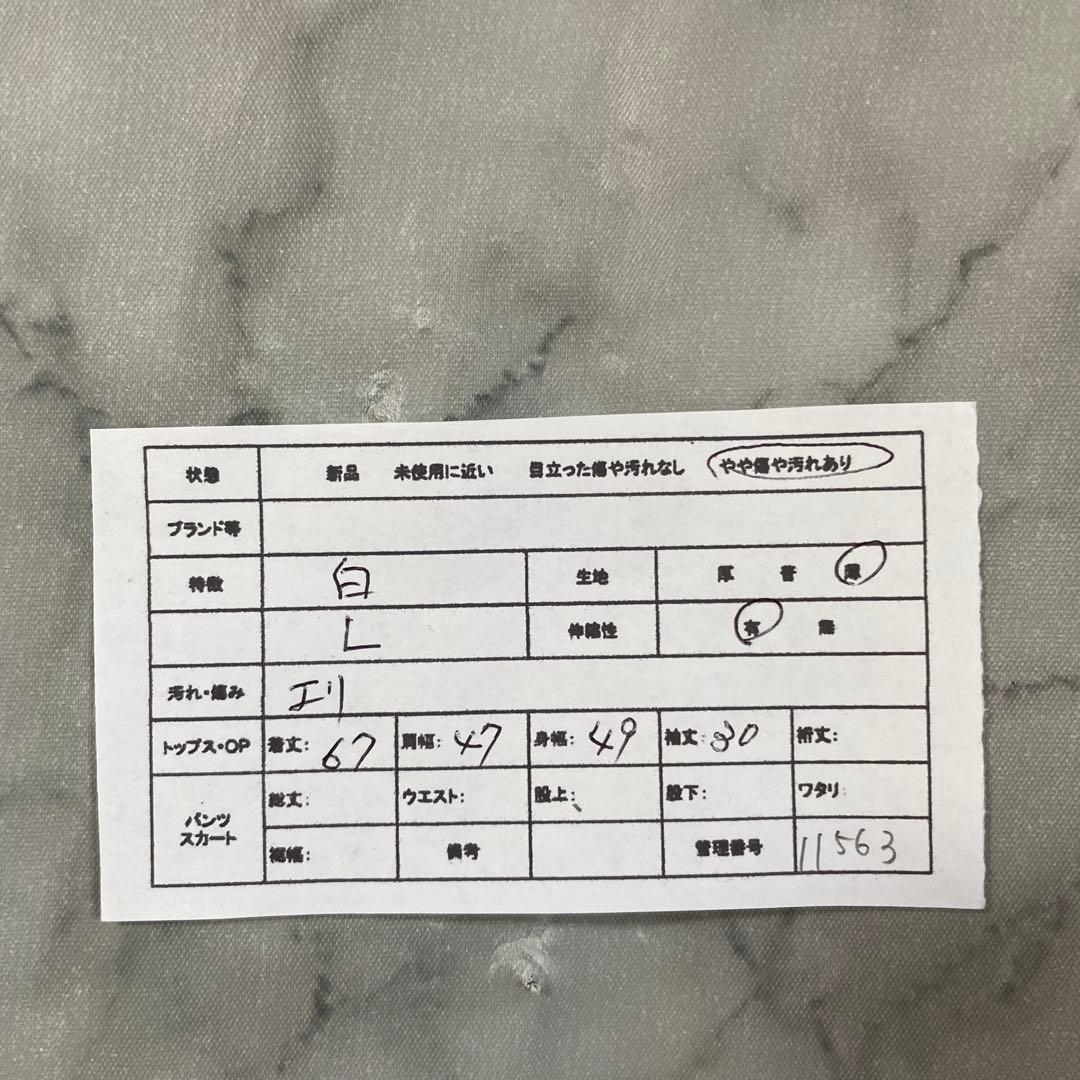 状態 新品 未使用に近い 目立った傷や汚れなし やや傷や汚れあり
ブランド等
特徴 白 生地 厚 普 薄
L 伸縮性 有 無
汚れ・傷み エリ
トップス・OP 着丈: 67 肩幅: 47 身幅: 49 袖丈: 30 裄丈:
パンツ スカート 総丈: ウエスト: 股上: 股下: ワタリ:
裾幅: 備考 管理番号 11563